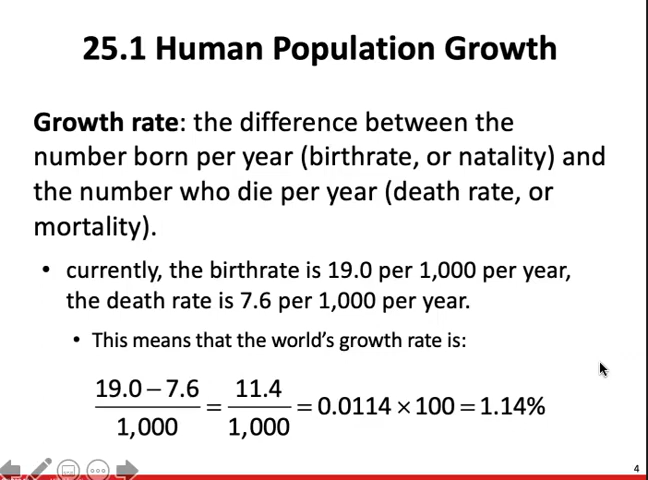 25.1 Human Population Growth
Growth rate: the difference between the
number born per year (birthrate, or natality) and
the number who die per year (death rate, or
mortality).
• currently, the birthrate is 19.0 per 1,000 per year,
the death rate is 7.6 per 1,000 per year.
• This means that the world's growth rate is:
19.0 – 7.6 / 1,000 = 11.4 / 1,000 = 0.0114 × 100 = 1.14%
4